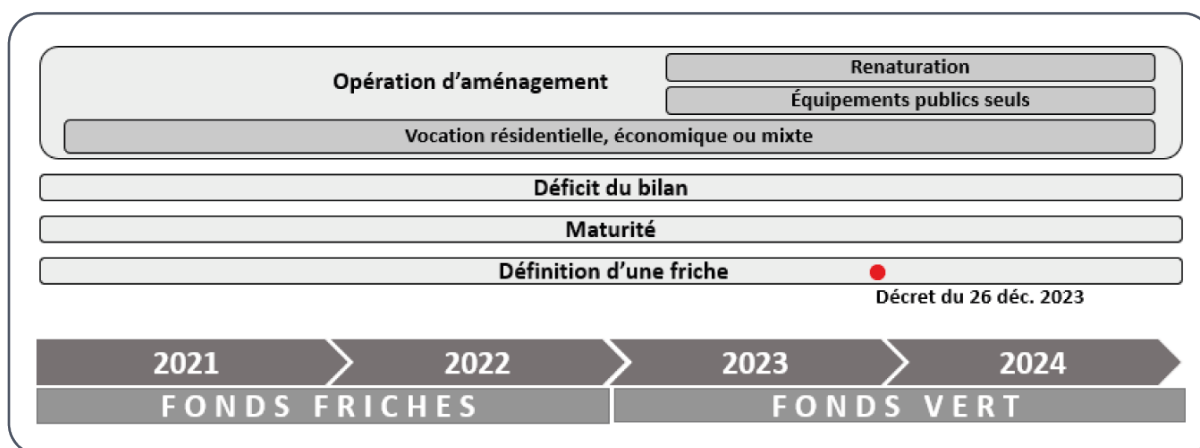 Renaturation
Opération d’aménagement
Équipements publics seuls
Vocation résidentielle, économique ou mixte
Déficit du bilan
Maturité
Définition d’une friche
Décret du 26 déc. 2023
2021 2022 2023 2024
FONDS FRICHES FONDS VERT